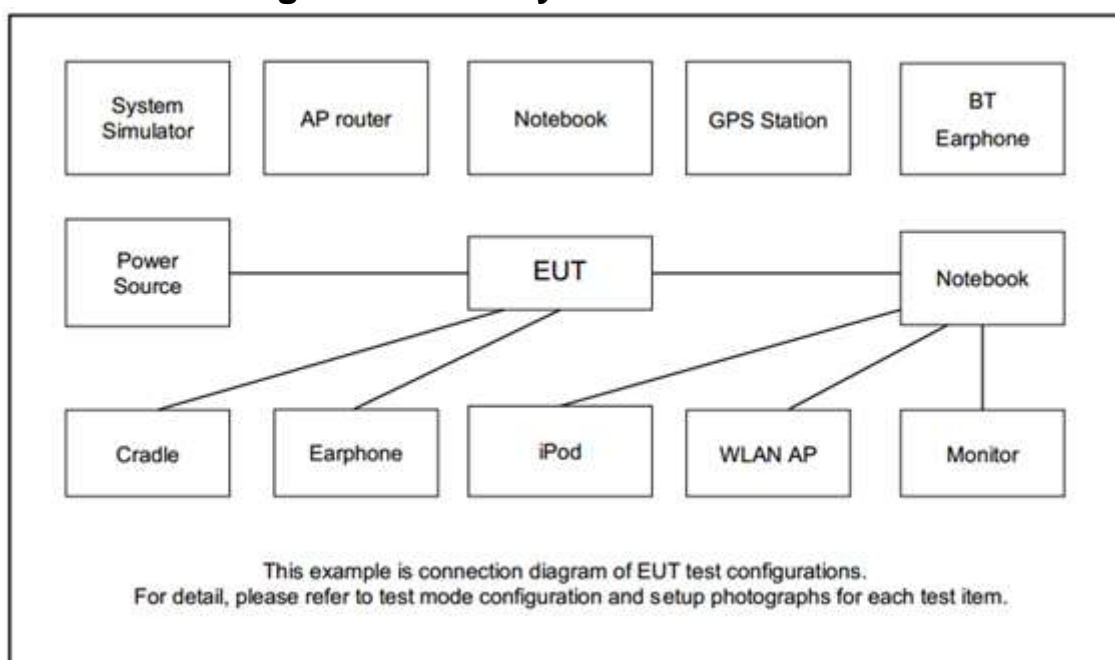 System
Simulator
AP router
Notebook
GPS Station
BT
Earphone
Power
Source
EUT
Notebook
Cradle
Earphone
iPod
WLAN AP
Monitor
This example is connection diagram of EUT test configurations.
For detail, please refer to test mode configuration and setup photographs for each test item.